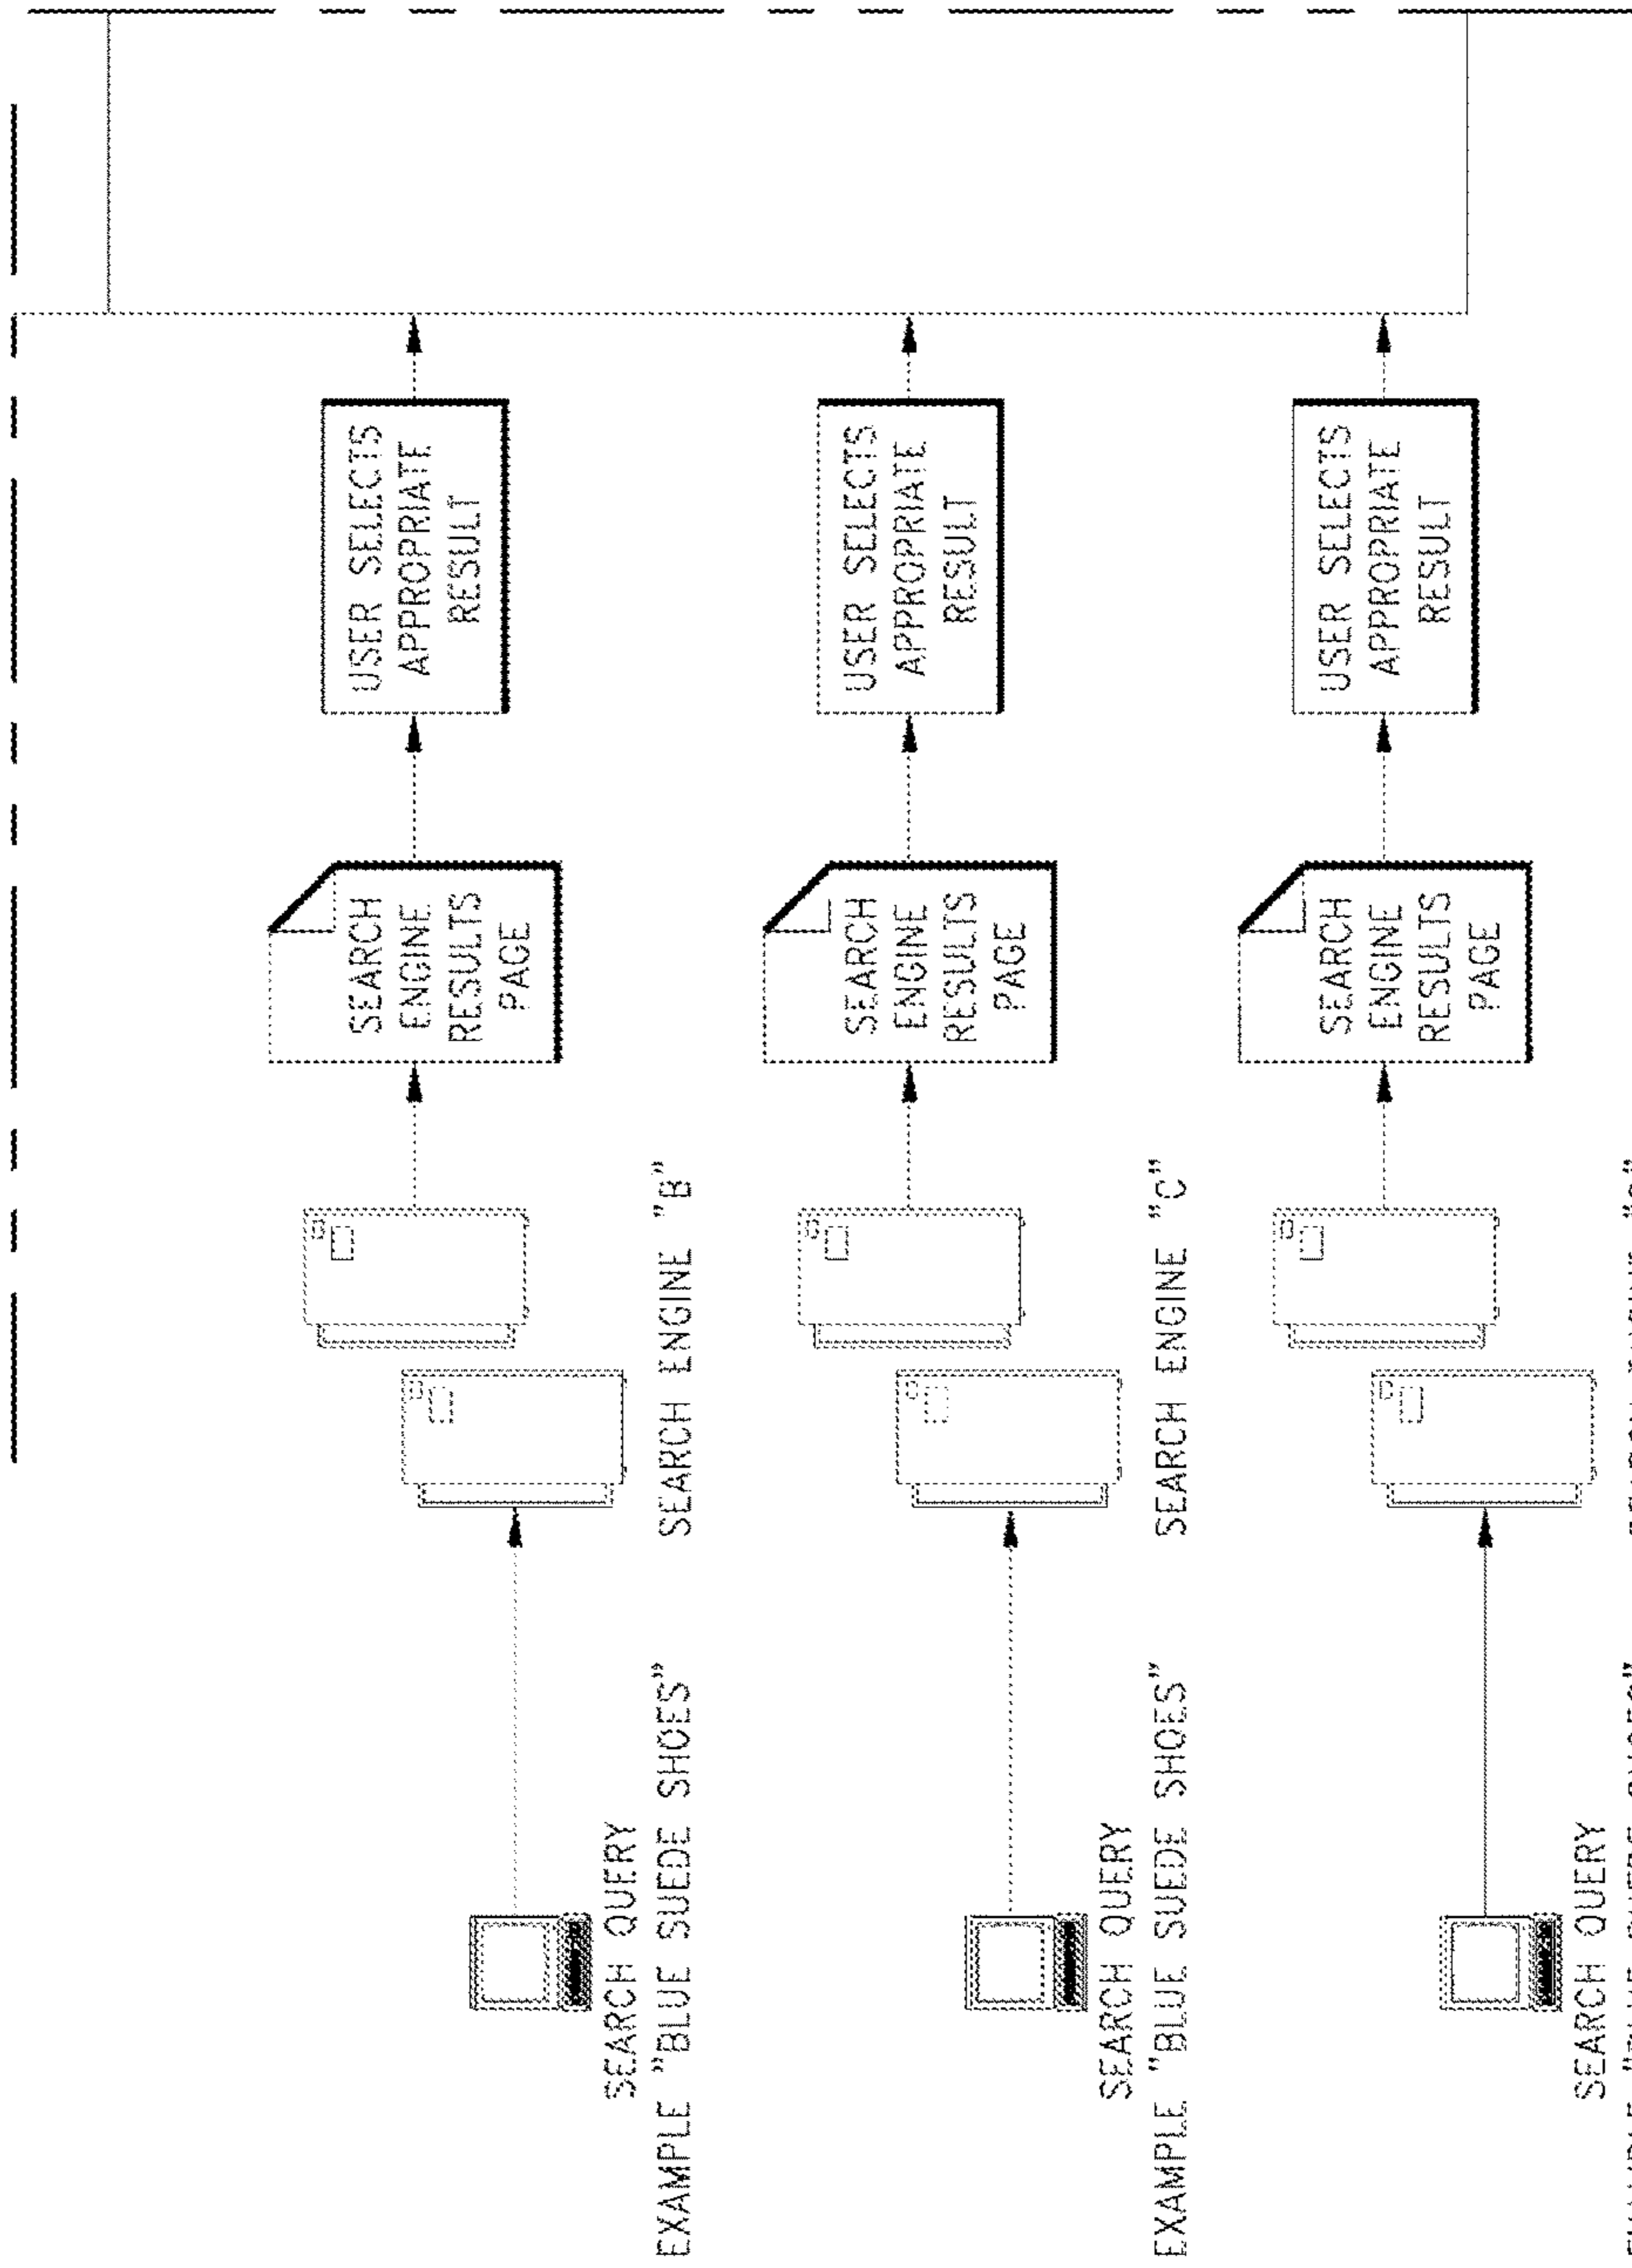 USER SELECTS
APPROPRIATE
RESULT
SEARCH
ENGINE
RESULTS
PAGE
SEARCH ENGINE "B"
SEARCH QUERY
EXAMPLE "BLUE SUEDE SHOES"
USER SELECTS
APPROPRIATE
RESULT
SEARCH
ENGINE
RESULTS
PAGE
SEARCH ENGINE "C"
SEARCH QUERY
EXAMPLE "BLUE SUEDE SHOES"
USER SELECTS
APPROPRIATE
RESULT
SEARCH
ENGINE
RESULTS
PAGE
SEARCH QUERY